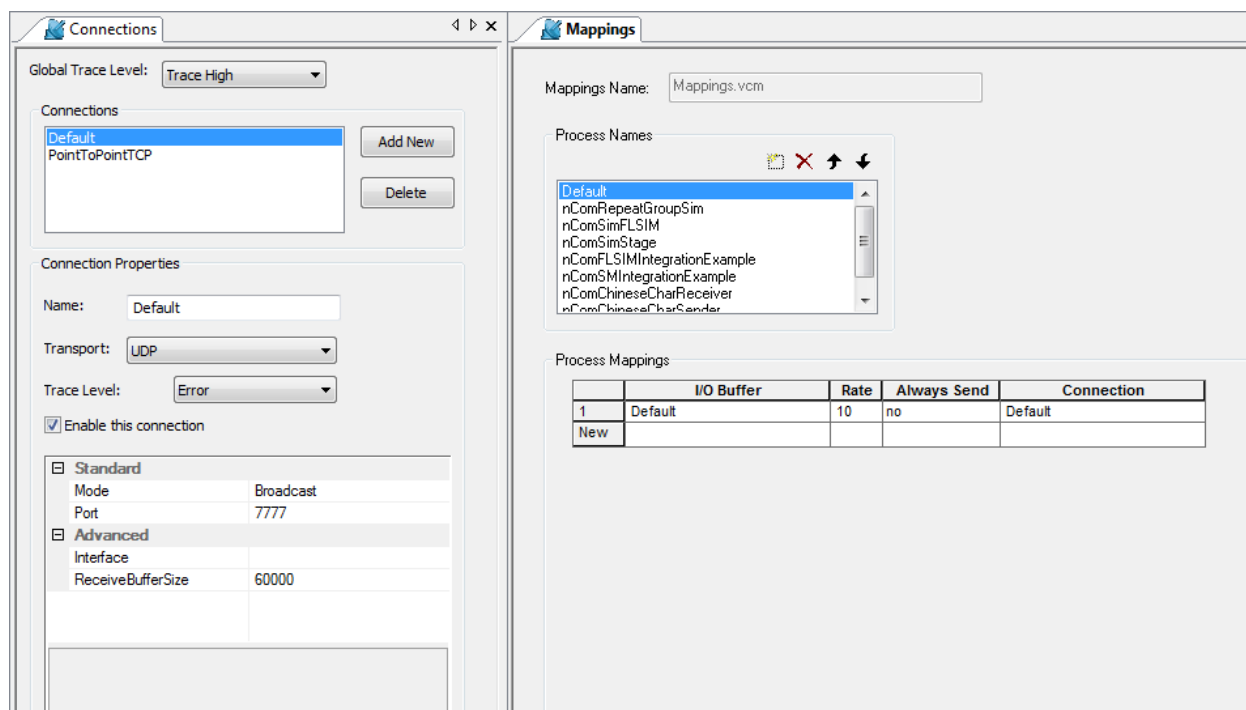 Connections
Global Trace Level: Trace High
Connections
Default
PointToPointTCP
Add New
Delete
Connection Properties
Name: Default
Transport: UDP
Trace Level: Error
Enable this connection
Standard
Mode Broadcast
Port 7777
Advanced
Interface
ReceiveBufferSize 60000
Mappings
Mappings Name: Mappings.vcm
Process Names
Default
nComRepeatGroupSim
nComSimFLSIM
nComSimStage
nComFLSIMIntegrationExample
nComSMIntegrationExample
nComChineseCharReceiver
nComChineseCharSender
Process Mappings
I/O Buffer Rate Always Send Connection
1 Default 10 no Default
New